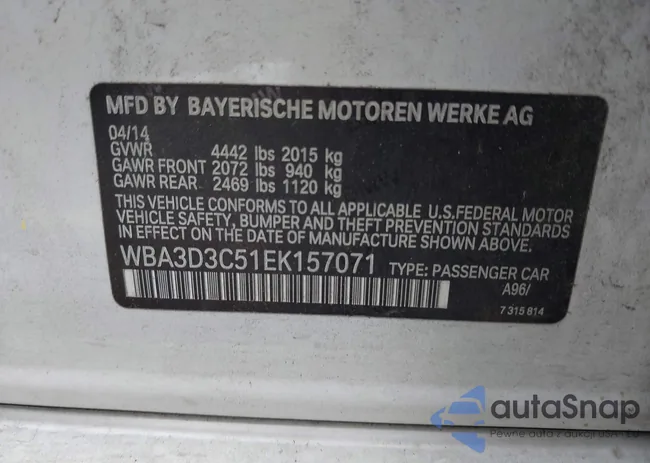 MFD BY BAYERISCHE MOTOREN WERKE AG
04/14
GVWR 4442 lbs 2015 kg
GAWR FRONT 2072 lbs 940 kg
GAWR REAR 2469 lbs 1120 kg
THIS VEHICLE CONFORMS TO ALL APPLICABLE U.S.FEDERAL MOTOR
VEHICLE SAFETY, BUMPER AND THEFT PREVENTION STANDARDS
IN EFFECT ON THE DATE OF MANUFACTURE SHOWN ABOVE.
WBA3D3C51EK157071 TYPE: PASSENGER CAR
A96/
7 315 814
autaSnap
Pewne auta z aukcji